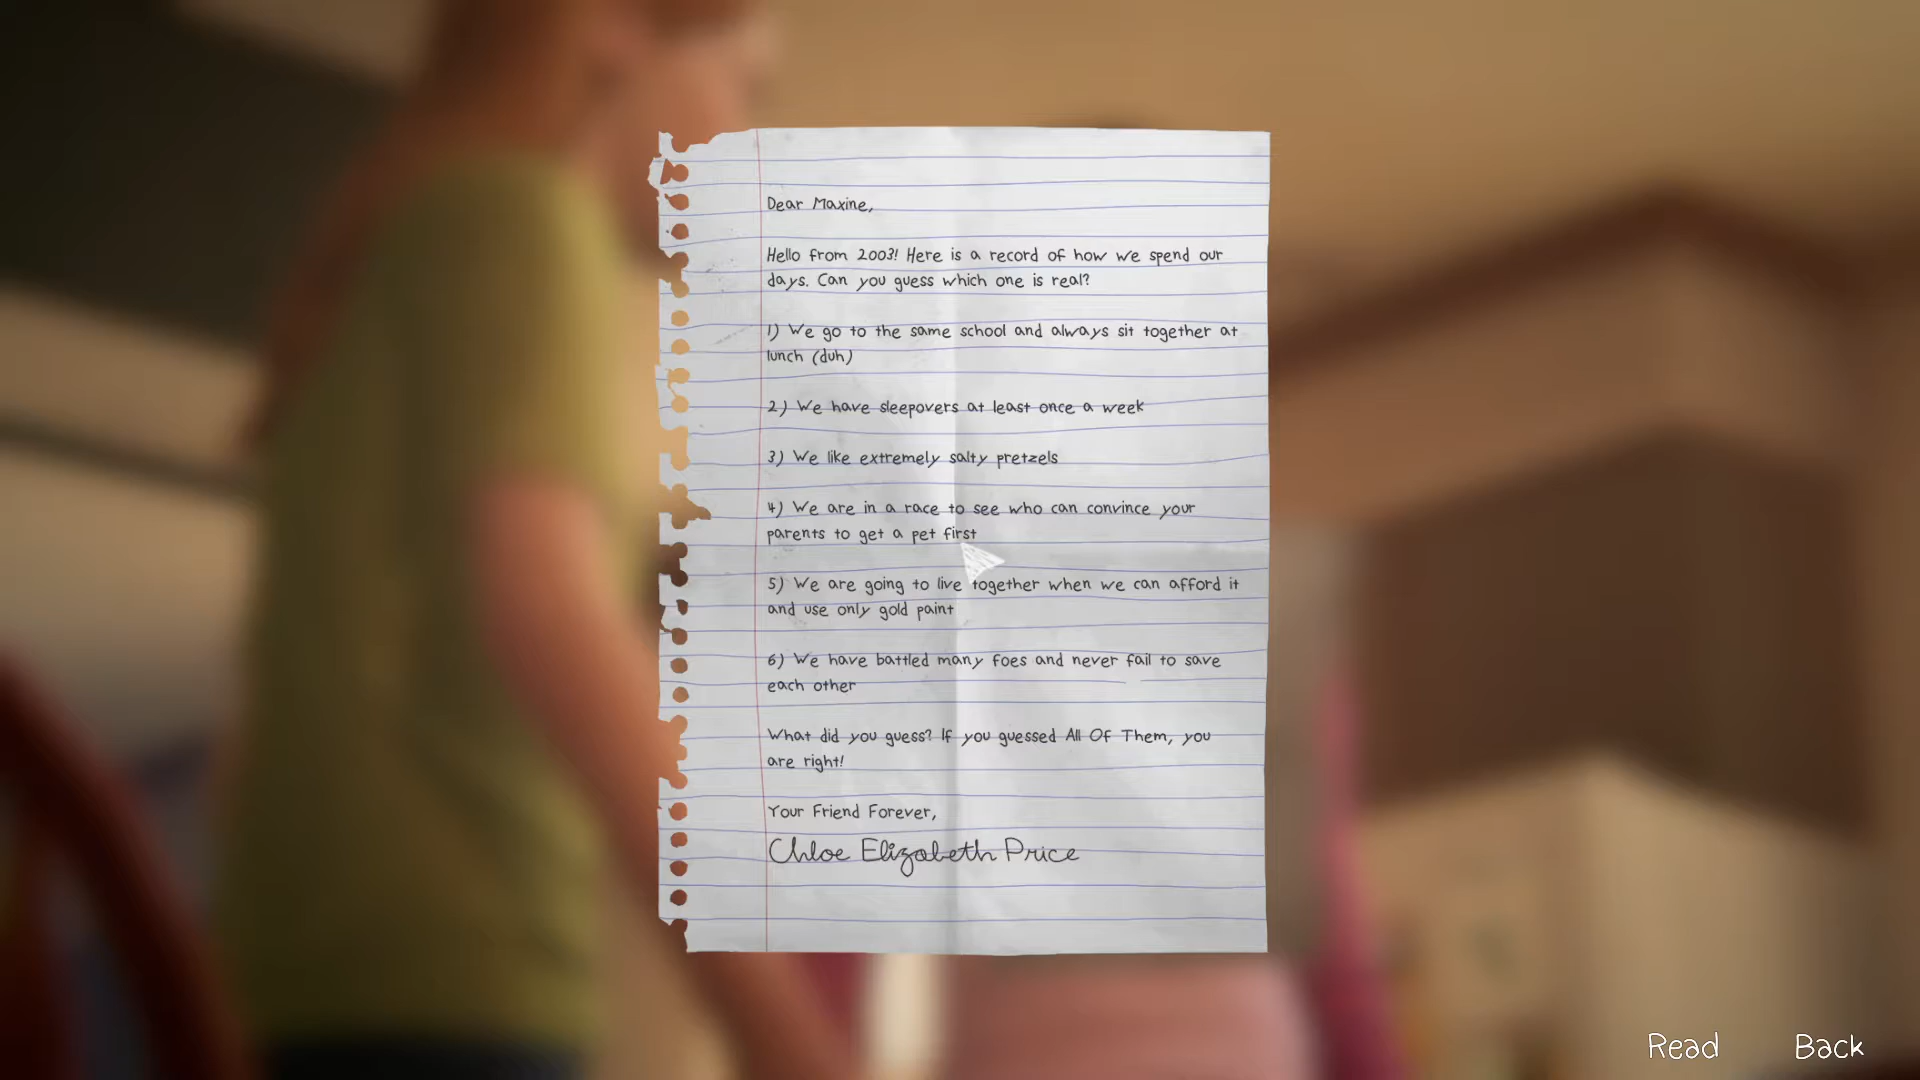 Dear Maxine,
Hello from 2003! Here is a record of how we spend our
days. Can you guess which one is real?
1) We go to the same school and always sit together at
lunch (duh)
2) We have sleepovers at least once a week
3) We like extremely salty pretzels
4) We are in a race to see who can convince your
parents to get a pet first
5) We are going to live together when we can afford it
and use only gold paint
6) We have battled many foes and never fail to save
each other
What did you guess? If you guessed All Of Them, you
are right!
Your Friend Forever,
Chloe Elizabeth Price
Read Back